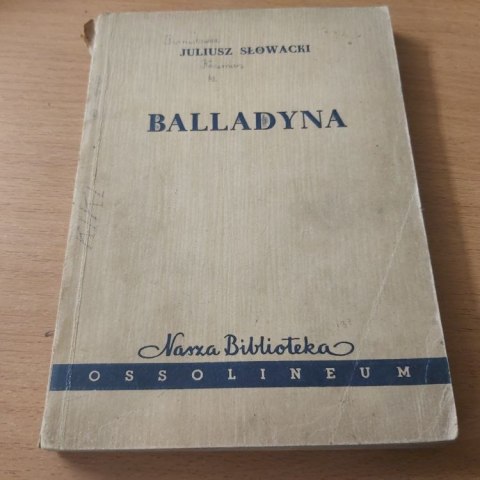 JULIUSZ SŁOWACKI
BALLADYNA
Nasza Biblioteka
OSSOLINEUM